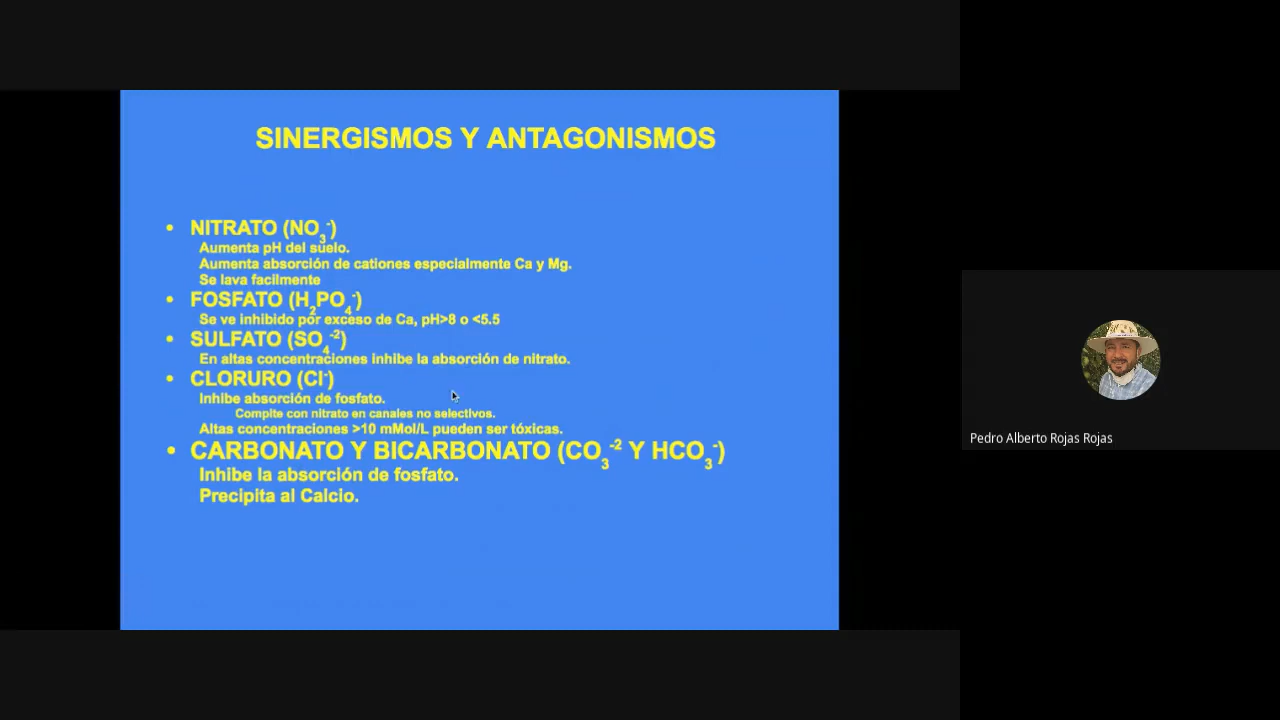 SINERGISMOS Y ANTAGONISMOS
• NITRATO (NO3-)
Aumenta pH del suelo.
Aumenta absorción de cationes especialmente Ca y Mg.
Se lava facilmente
• FOSFATO (H2PO4-)
Se ve inhibido por exceso de Ca, pH>8 o <5.5
• SULFATO (SO4-2)
En altas concentraciones inhibe la absorción de nitrato.
• CLORURO (Cl-)
Inhibe absorción de fosfato.
Compite con nitrato en canales no selectivos.
Altas concentraciones >10 mMol/L pueden ser tóxicas.
• CARBONATO Y BICARBONATO (CO3-2 Y HCO3-)
Inhibe la absorción de fosfato.
Precipita al Calcio.
Pedro Alberto Rojas Rojas